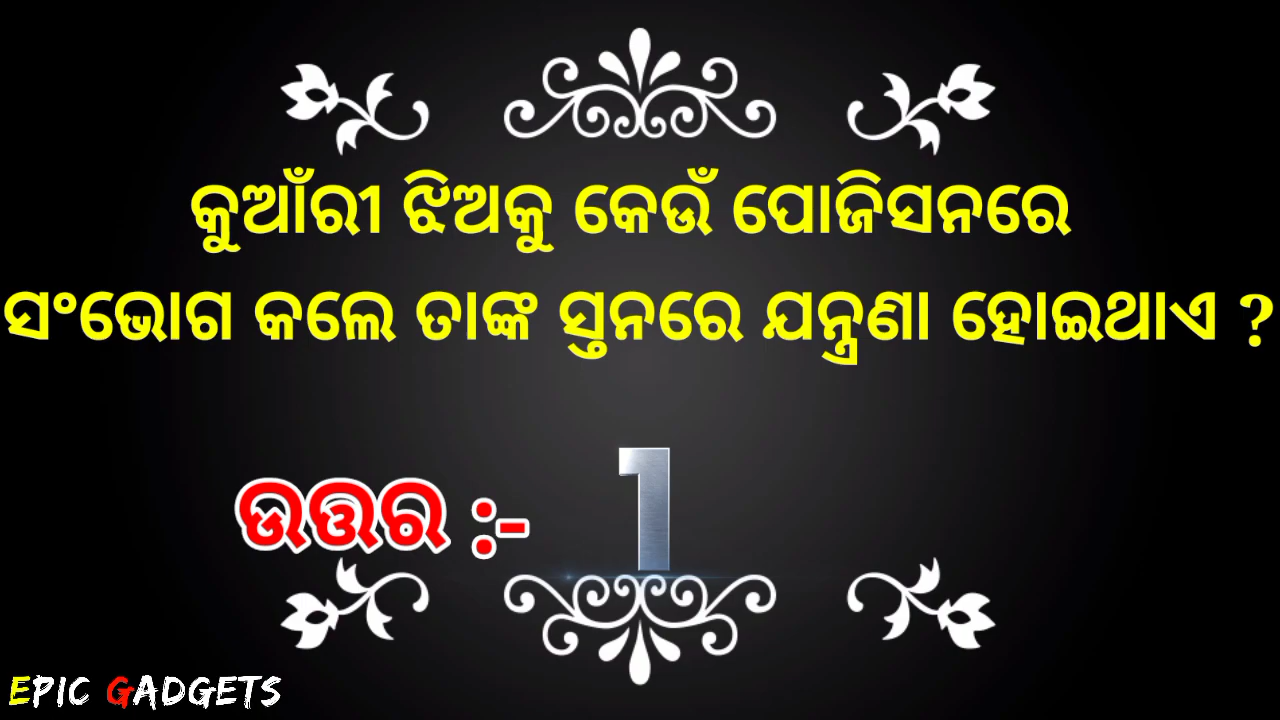 କୁଆଁରୀ ଝିଅକୁ କେଉଁ ପୋଜିସନରେ
ସଂଭୋଗ କଲେ ତାଙ୍କ ସ୍ତନରେ ଯନ୍ତ୍ରଣା ହୋଇଥାଏ ?
ଉତ୍ତର :- 1
EPIC GADGETS